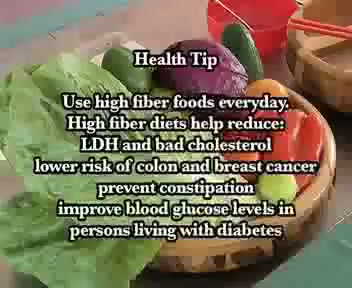 Health Tip
Use high fiber foods everyday.
High fiber diets help reduce:
LDH and bad cholesterol
lower risk of colon and breast cancer
prevent constipation
improve blood glucose levels in
persons living with diabetes